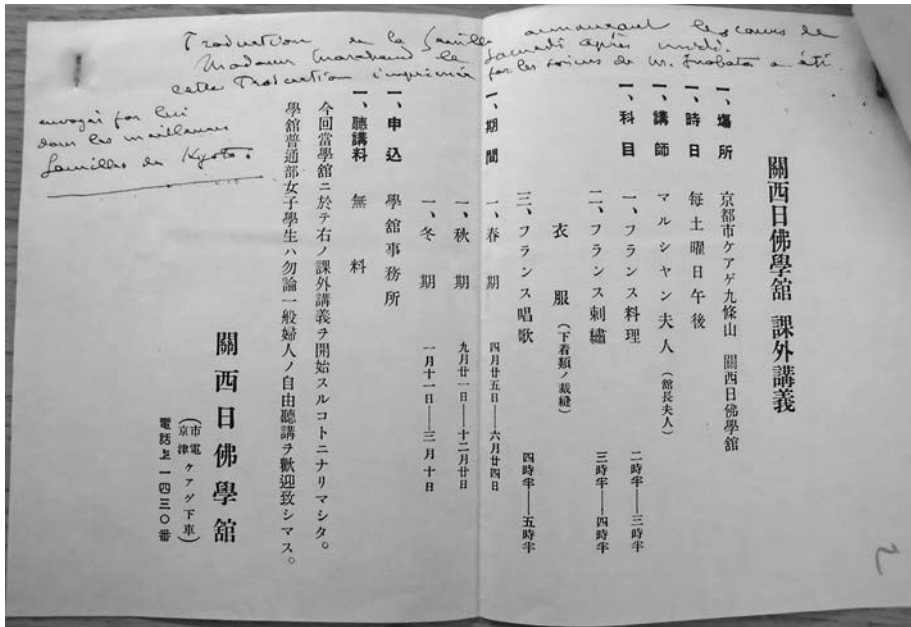 Traduction de la feuille annonçant les cours de
Madame Marchand le Samedi après midi.
cette Traduction imprimée par les soins de M. Inabata a été
envoyée par lui
dans les meilleures
familles de Kyoto.
關西日佛學館 課外講義
一、場所 京都市ケアゲ九條山 關西日佛學館
一、時日 每土曜日午後
一、講師 マルシヤン夫人 (館長夫人)
一、科目 一、フランス料理 二時半——三時半
二、フランス刺繡 三時半——四時半
衣服 (下着類ノ裁縫)
三、フランス唱歌 四時半——五時半
一、期間 一、春期 四月廿五日——六月廿四日
一、秋期 九月廿一日——十二月廿日
一、冬期 一月十一日——三月十日
一、申込 學館事務所
一、聽講料 無料
今回當學館ニ於テ右ノ課外講義ヲ開始スルコトニナリマシタ。
學館普通部女子學生ハ勿論一般婦人ノ自由聽講ヲ歡迎致シマス。
關西日佛學館
(市電 京津 ケアゲ下車)
電話上一四三〇番
2